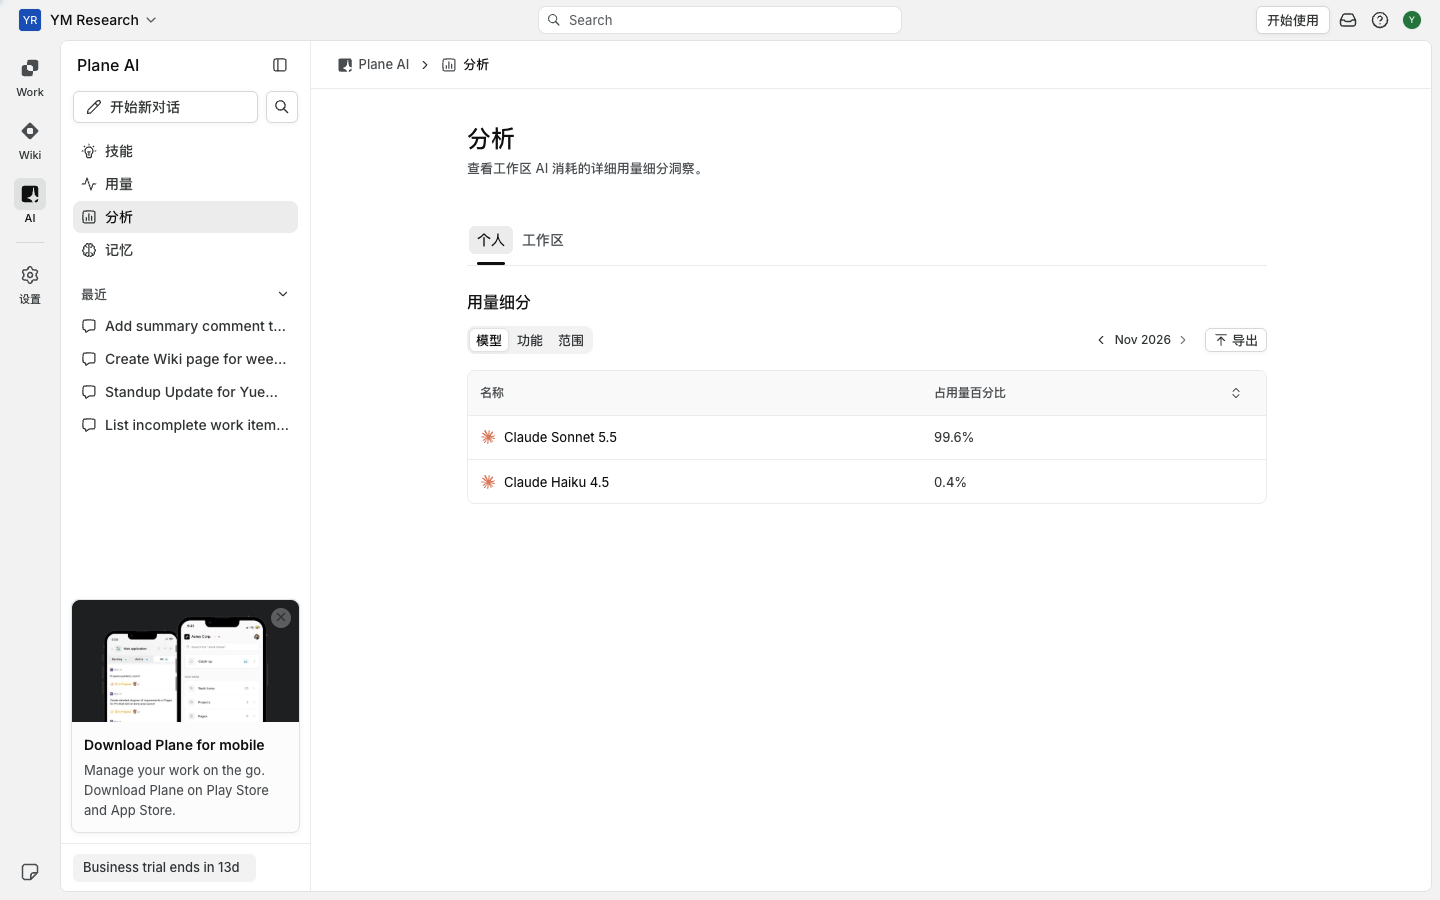 YR YM Research
Search
开始使用
Y
Work
Wiki
AI
设置
Plane AI
开始新对话
技能
用量
分析
记忆
最近
Add summary comment t...
Create Wiki page for wee...
Standup Update for Yue...
List incomplete work item...
Download Plane for mobile
Manage your work on the go.
Download Plane on Play Store
and App Store.
Business trial ends in 13d
Plane AI
分析
分析
查看工作区 AI 消耗的详细用量细分洞察。
个人 工作区
用量细分
模型 功能 范围
Nov 2026
导出
名称 占用量百分比
Claude Sonnet 5.5 99.6%
Claude Haiku 4.5 0.4%